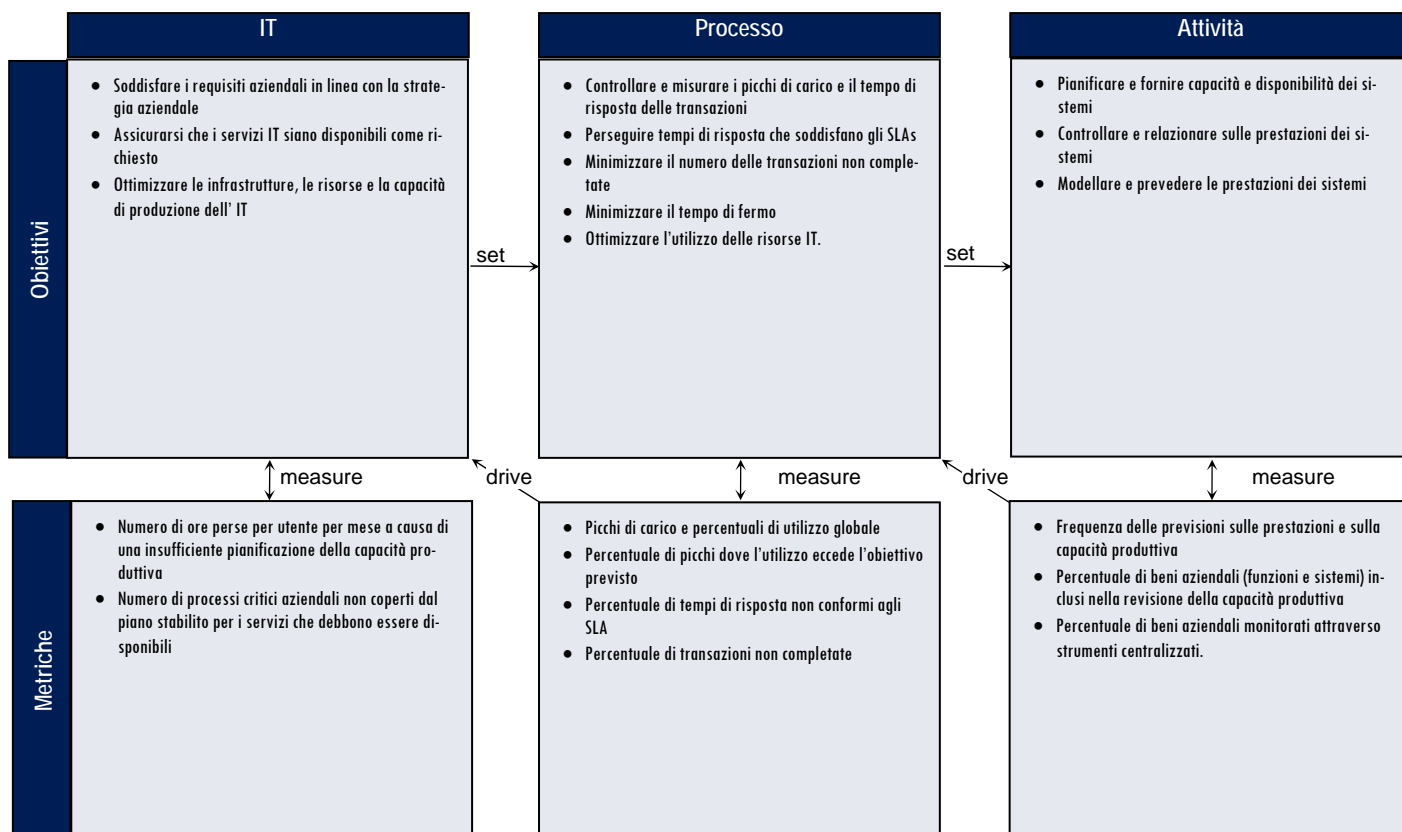 IT
Processo
Attività
Obiettivi
● Soddisfare i requisiti aziendali in linea con la strate-
gia aziendale
● Assicurarsi che i servizi IT siano disponibili come ri-
chiesto
● Ottimizzare le infrastrutture, le risorse e la capacità
di produzione dell' IT
● Controllare e misurare i picchi di carico e il tempo di
risposta delle transazioni
● Perseguire tempi di risposta che soddisfano gli SLAs
● Minimizzare il numero delle transazioni non comple-
tate
● Minimizzare il tempo di fermo
● Ottimizzare l'utilizzo delle risorse IT.
● Pianificare e fornire capacità e disponibilità dei si-
stemi
● Controllare e relazionare sulle prestazioni dei si-
stemi
● Modellare e prevedere le prestazioni dei sistemi
set
set
measure
drive
measure
drive
measure
Metriche
● Numero di ore perse per utente per mese a causa di
una insufficiente pianificazione della capacità pro-
duttiva
● Numero di processi critici aziendali non coperti dal
piano stabilito per i servizi che debbono essere di-
sponibili
● Picchi di carico e percentuali di utilizzo globale
● Percentuale di picchi dove l'utilizzo eccede l'obiettivo
previsto
● Percentuale di tempi di risposta non conformi agli
SLA
● Percentuale di transazioni non completate
● Frequenza delle previsioni sulle prestazioni e sulla
capacità produttiva
● Percentuale di beni aziendali (funzioni e sistemi) in-
clusi nella revisione della capacità produttiva
● Percentuale di beni aziendali monitorati attraverso
strumenti centralizzati.